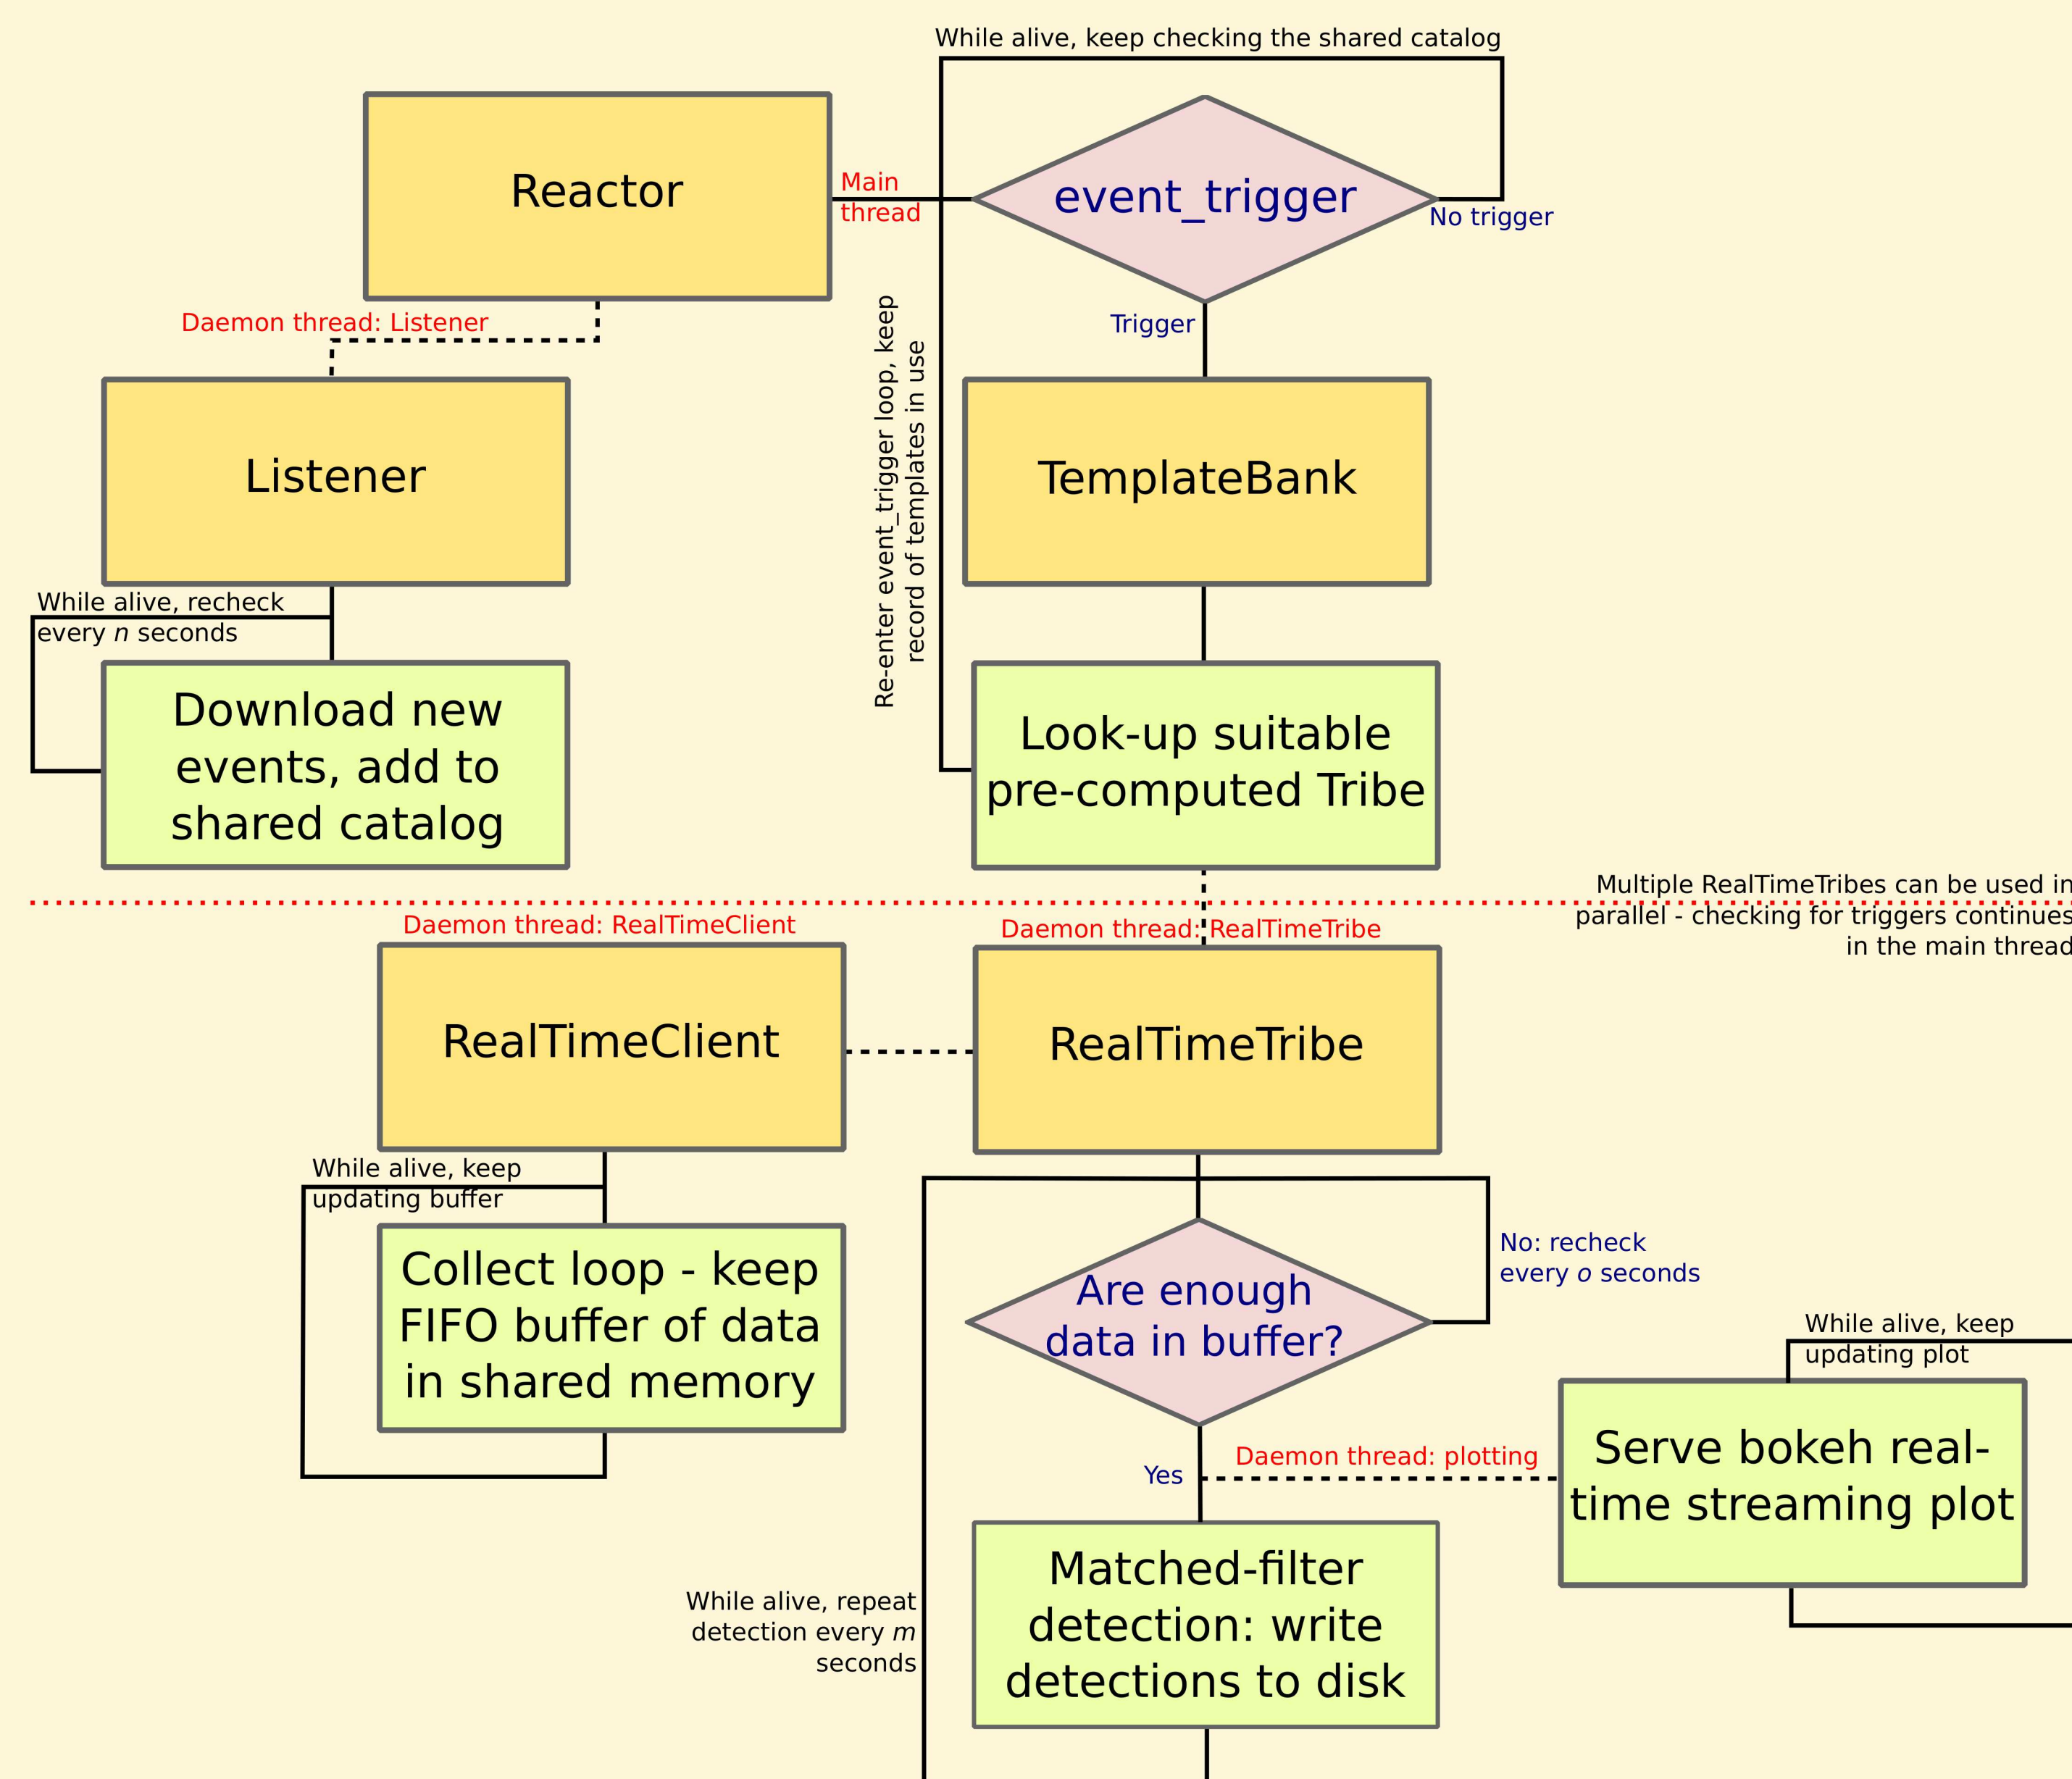 While alive, keep checking the shared catalog
Reactor
Main
thread
event_trigger
No trigger
Daemon thread: Listener
Trigger
Re-enter event_trigger loop, keep
record of templates in use
Listener
TemplateBank
While alive, recheck
every n seconds
Download new
events, add to
shared catalog
Look-up suitable
pre-computed Tribe
Multiple RealTimeTribes can be used in
parallel - checking for triggers continues
in the main thread
Daemon thread: RealTimeClient
Daemon thread: RealTimeTribe
RealTimeClient
RealTimeTribe
While alive, keep
updating buffer
Collect loop - keep
FIFO buffer of data
in shared memory
Are enough
data in buffer?
No: recheck
every o seconds
While alive, keep
updating plot
Daemon thread: plotting
Yes
Serve bokeh real-
time streaming plot
Matched-filter
detection: write
detections to disk
While alive, repeat
detection every m
seconds